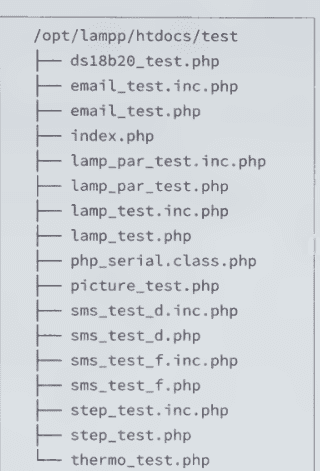 /opt/lampp/htdocs/test
├── ds18b20_test.php
├── email_test.inc.php
├── email_test.php
├── index.php
├── lamp_par_test.inc.php
├── lamp_par_test.php
├── lamp_test.inc.php
├── lamp_test.php
├── php_serial.class.php
├── picture_test.php
├── sms_test_d.inc.php
├── sms_test_d.php
├── sms_test_f.inc.php
├── sms_test_f.php
├── step_test.inc.php
├── step_test.php
└── thermo_test.php